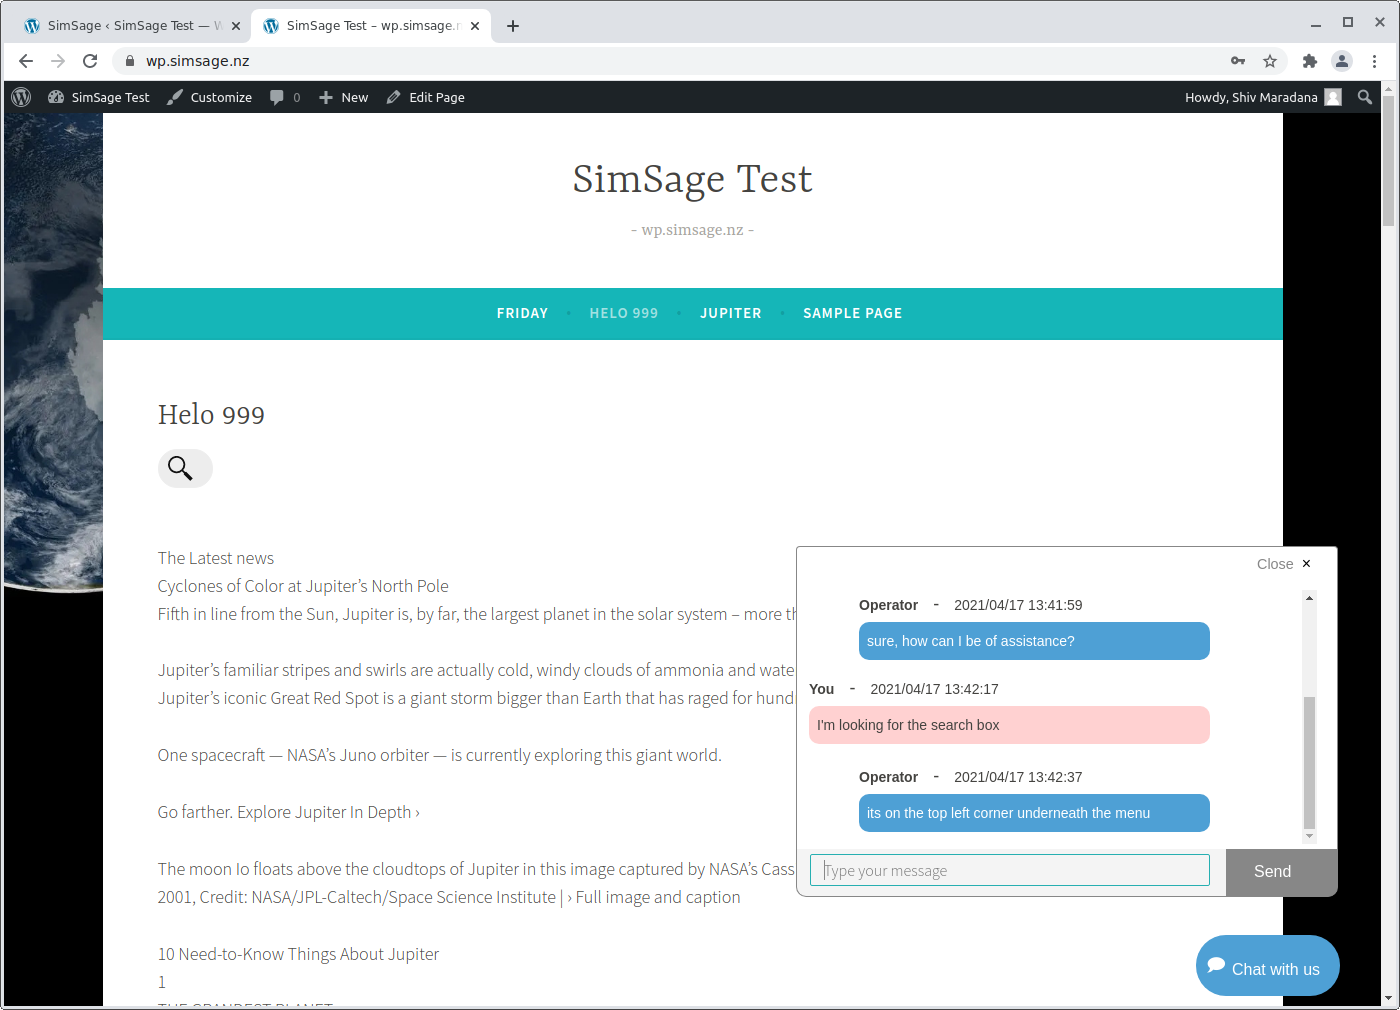 SimSage ‹ SimSage Test — W
SimSage Test – wp.simsage.n
wp.simsage.nz
SimSage Test
Customize
0
New
Edit Page
Howdy, Shiv Maradana
SimSage Test
- wp.simsage.nz -
FRIDAY
HELO 999
JUPITER
SAMPLE PAGE
Helo 999
The Latest news
Cyclones of Color at Jupiter’s North Pole
Fifth in line from the Sun, Jupiter is, by far, the largest planet in the solar system – more th
Jupiter’s familiar stripes and swirls are actually cold, windy clouds of ammonia and wate
Jupiter’s iconic Great Red Spot is a giant storm bigger than Earth that has raged for hund
One spacecraft — NASA’s Juno orbiter — is currently exploring this giant world.
Go farther. Explore Jupiter In Depth ›
The moon Io floats above the cloudtops of Jupiter in this image captured by NASA’s Cass
2001, Credit: NASA/JPL-Caltech/Space Science Institute | › Full image and caption
10 Need-to-Know Things About Jupiter
1
THE GRANDEST PLANET
Close ×
Operator - 2021/04/17 13:41:59
sure, how can I be of assistance?
You - 2021/04/17 13:42:17
I'm looking for the search box
Operator - 2021/04/17 13:42:37
its on the top left corner underneath the menu
Type your message
Send
Chat with us